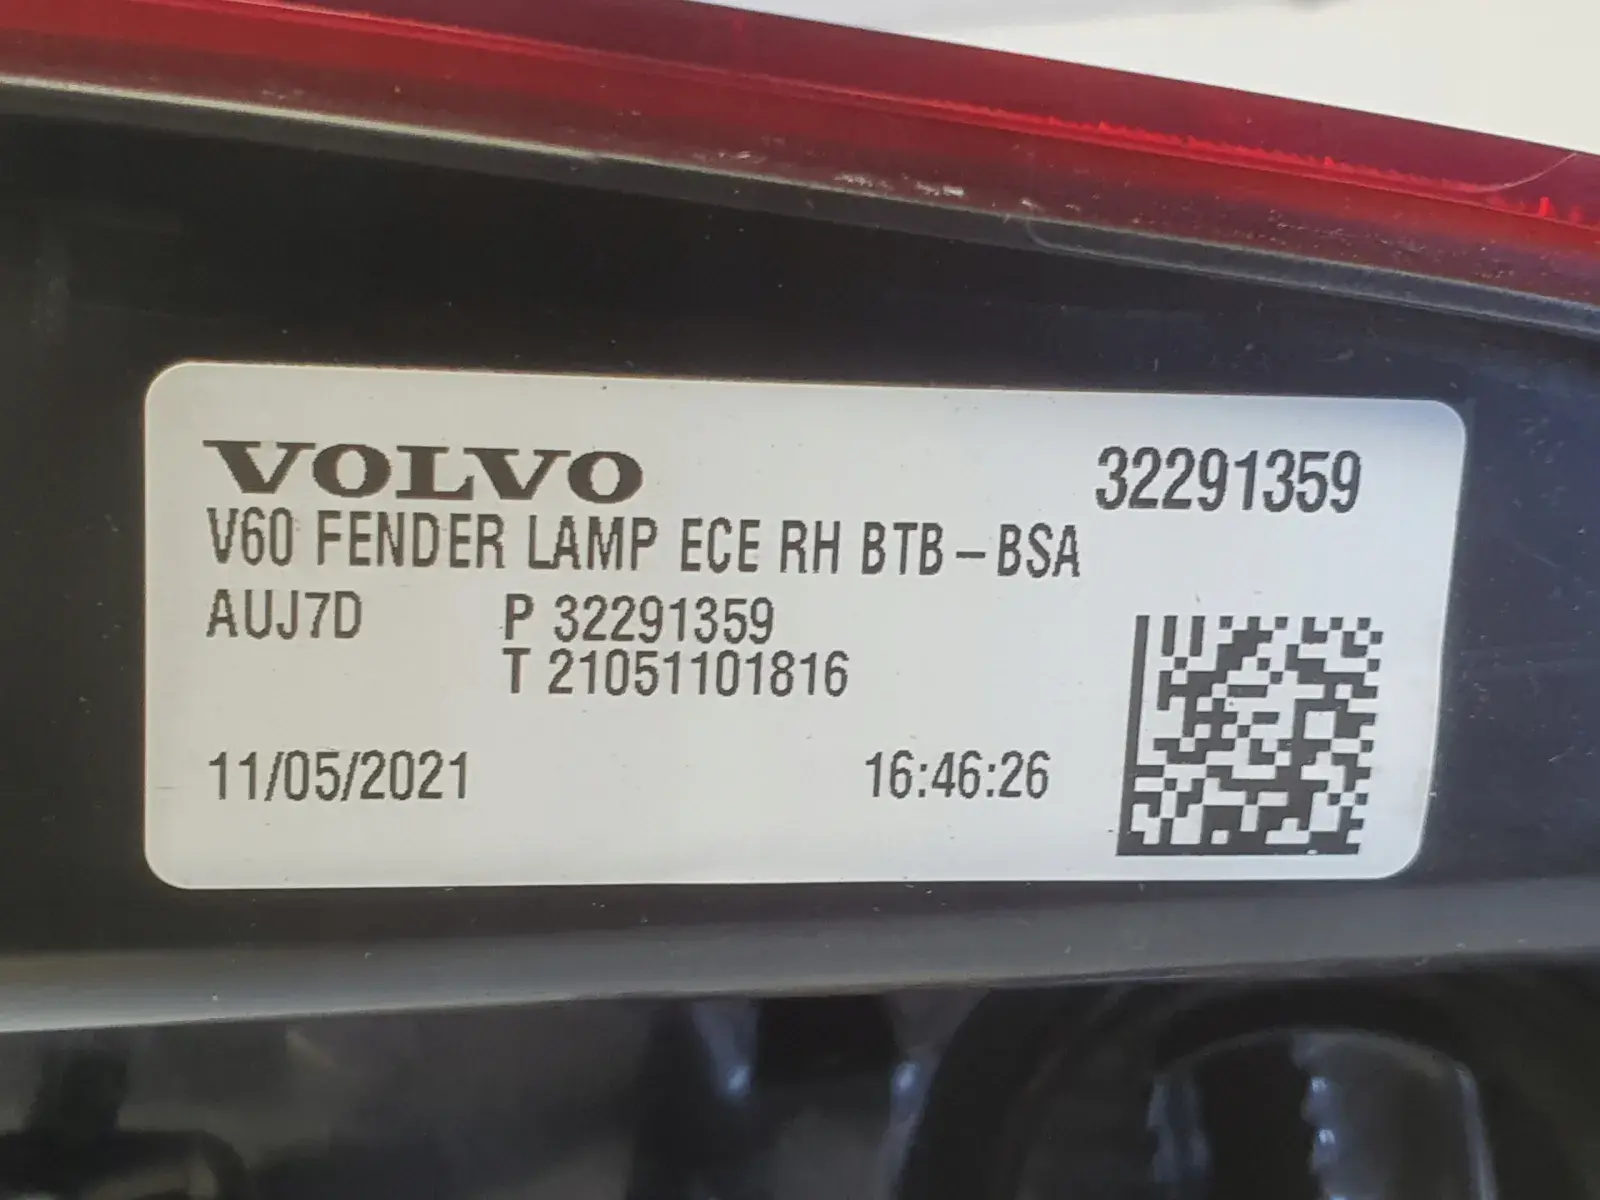 VOLVO 32291359
V60 FENDER LAMP ECE RH BTB-BSA
AUJ7D P 32291359
T 21051101816
11/05/2021 16:46:26